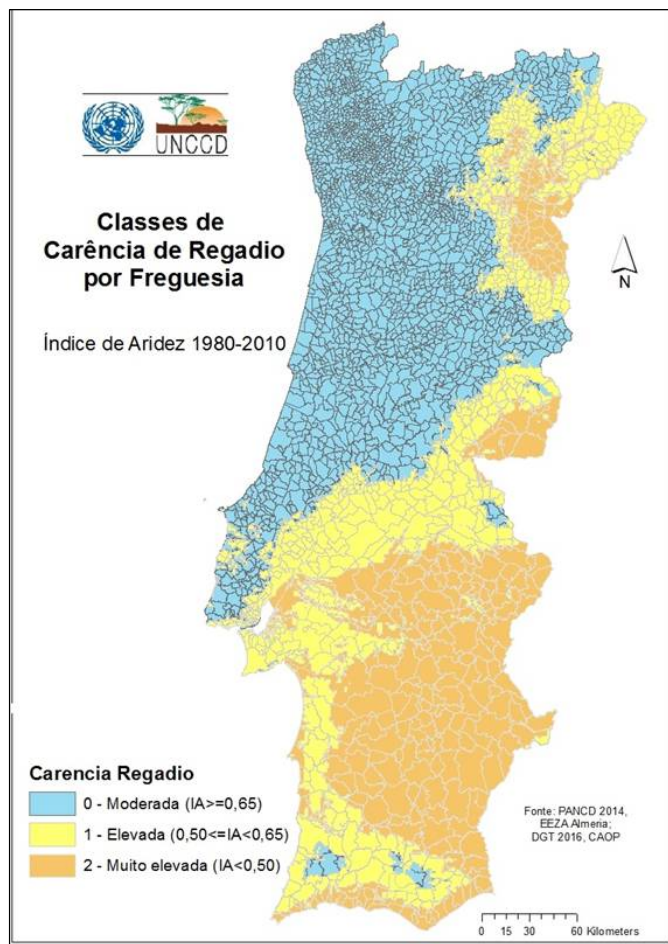 UNCCD
Classes de
Carência de Regadio
por Freguesia
Índice de Aridez 1980-2010
N
Carencia Regadio
0 - Moderada (IA>=0,65)
1 - Elevada (0,50<=IA<0,65)
2 - Muito elevada (IA<0,50)
Fonte: PANCD 2014,
EEZA Almeria;
DGT 2016, CAOP
0 15 30 60 Kilometers